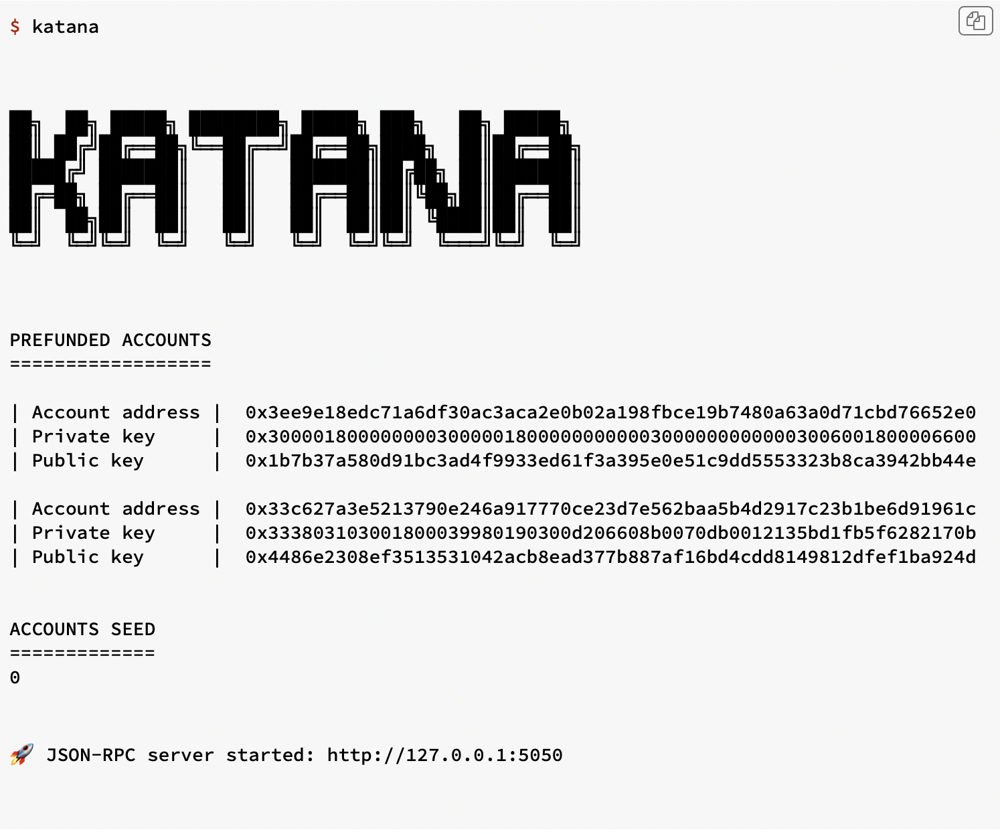 $ katana
KATANA
PREFUNDED ACCOUNTS
==================
| Account address |  0x3ee9e18edc71a6df30ac3aca2e0b02a198fbce19b7480a63a0d71cbd76652e0
| Private key     |  0x300001800000000300000180000000000030000000000003006001800006600
| Public key      |  0x1b7b37a580d91bc3ad4f9933ed61f3a395e0e51c9dd5553323b8ca3942bb44e
| Account address |  0x33c627a3e5213790e246a917770ce23d7e562baa5b4d2917c23b1be6d91961c
| Private key     |  0x333803103001800039980190300d206608b0070db0012135bd1fb5f6282170b
| Public key      |  0x4486e2308ef3513531042acb8ead377b887af16bd4cdd8149812dfef1ba924d
ACCOUNTS SEED
=============
0
🚀 JSON-RPC server started: http://127.0.0.1:5050